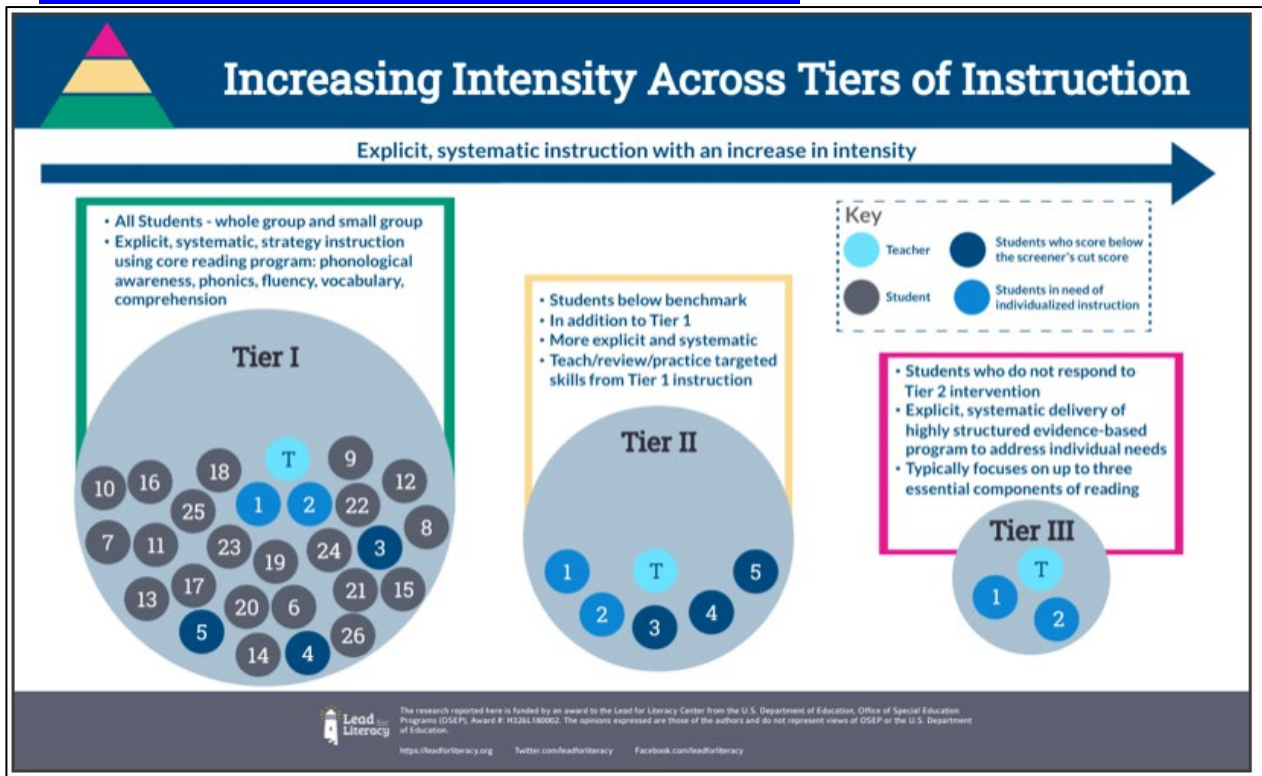 Increasing Intensity Across Tiers of Instruction
Explicit, systematic instruction with an increase in intensity
• All Students - whole group and small group
• Explicit, systematic, strategy instruction
using core reading program: phonological
awareness, phonics, fluency, vocabulary,
comprehension
Tier I
T
9
18
12
16
10
1
2
22
25
8
7
11
23
24
3
19
17
21
15
13
20
6
5
26
14
4
• Students below benchmark
• In addition to Tier 1
• More explicit and systematic
• Teach/review/practice targeted
skills from Tier 1 instruction
Tier II
1
T
5
2
3
4
Key
Teacher
Students who score below
the screener's cut score
Student
Students in need of
individualized instruction
• Students who do not respond to
Tier 2 intervention
• Explicit, systematic delivery of
highly structured evidence-based
program to address individual needs
• Typically focuses on up to three
essential components of reading
Tier III
T
1
2
Lead for
Literacy
The research reported here is funded by an award to the Lead for Literacy Center from the U.S. Department of Education, Office of Special Education
Programs (OSEP), Award #: H326L180002. The opinions expressed are those of the authors and do not represent views of OSEP or the U.S. Department
of Education.
https://leadforliteracy.org Twitter.com/leadforliteracy Facebook.com/leadforliteracy